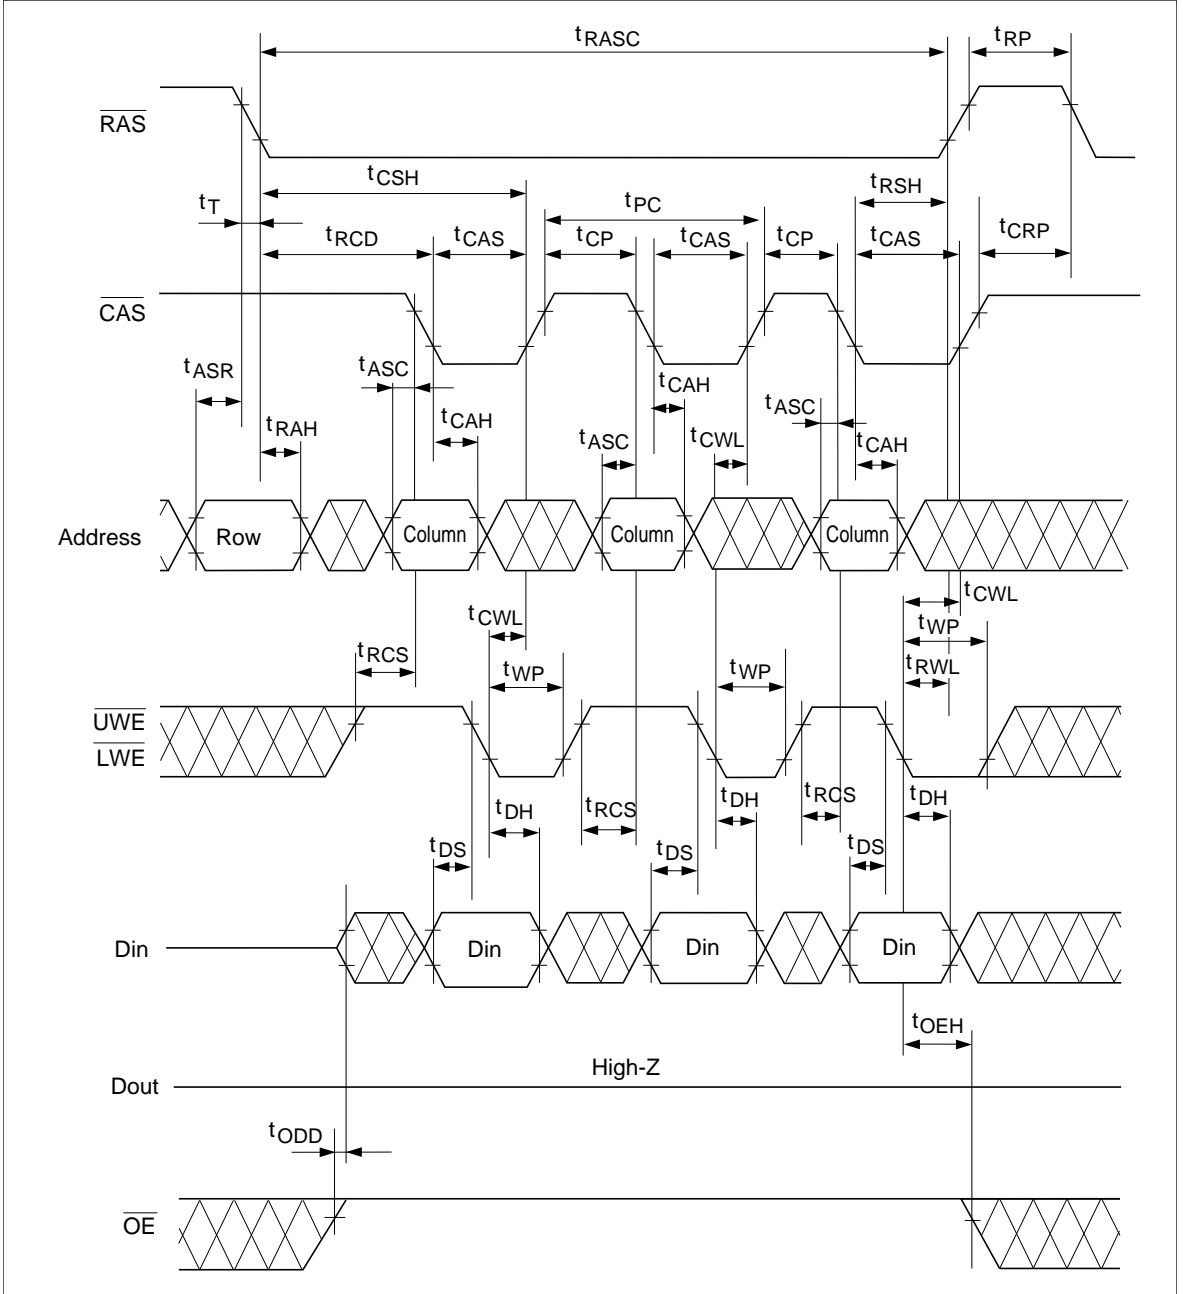 tRASC
tRP
RAS
tCSH
tRSH
tT
tPC
tRCD
tCAS
tCP
tCAS
tCP
tCAS
tCRP
CAS
tASR
tASC
tCAH
tASC
tRAH
tCAH
tASC
tCWL
tCAH
Address
Row
Column
Column
Column
tCWL
tCWL
tWP
tRCS
tWP
tWP
tRWL
UWE
LWE
tDH
tRCS
tDH
tRCS
tDH
tDS
tDS
tDS
Din
Din
Din
Din
tOEH
High-Z
Dout
tODD
OE